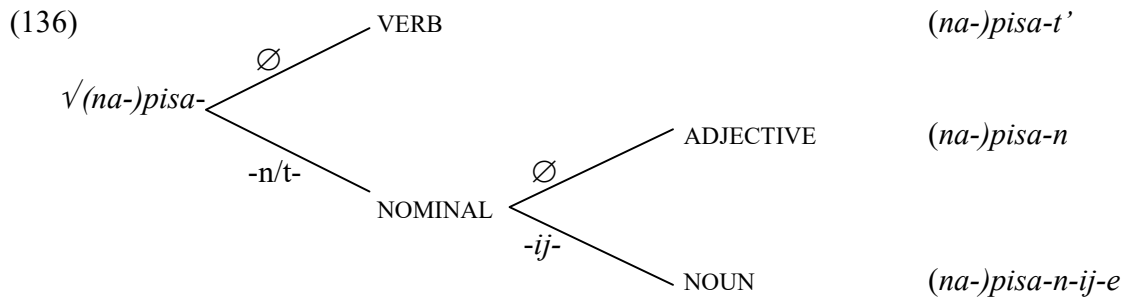 (136) VERB (na-)pisa-t’
∅
√(na-)pisa-
ADJECTIVE (na-)pisa-n
-n/t- ∅
NOMINAL
-ij-
NOUN (na-)pisa-n-ij-e